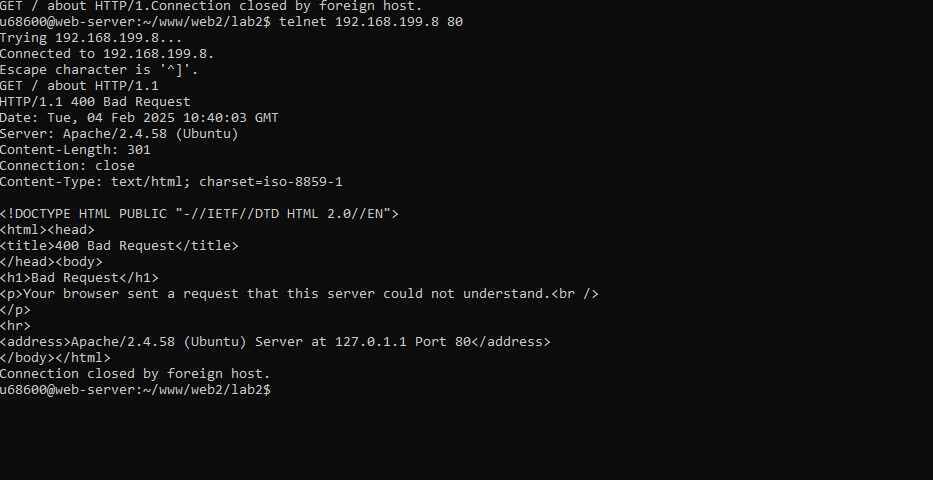 GET / about HTTP/1.Connection closed by foreign host.
u68600@web-server:~/www/web2/lab2$ telnet 192.168.199.8 80
Trying 192.168.199.8...
Connected to 192.168.199.8.
Escape character is '^]'.
GET / about HTTP/1.1
HTTP/1.1 400 Bad Request
Date: Tue, 04 Feb 2025 10:40:03 GMT
Server: Apache/2.4.58 (Ubuntu)
Content-Length: 301
Connection: close
Content-Type: text/html; charset=iso-8859-1

<!DOCTYPE HTML PUBLIC "-//IETF//DTD HTML 2.0//EN">
<html><head>
<title>400 Bad Request</title>
</head><body>
<h1>Bad Request</h1>
<p>Your browser sent a request that this server could not understand.<br />
</p>
<hr>
<address>Apache/2.4.58 (Ubuntu) Server at 127.0.1.1 Port 80</address>
</body></html>
Connection closed by foreign host.
u68600@web-server:~/www/web2/lab2$